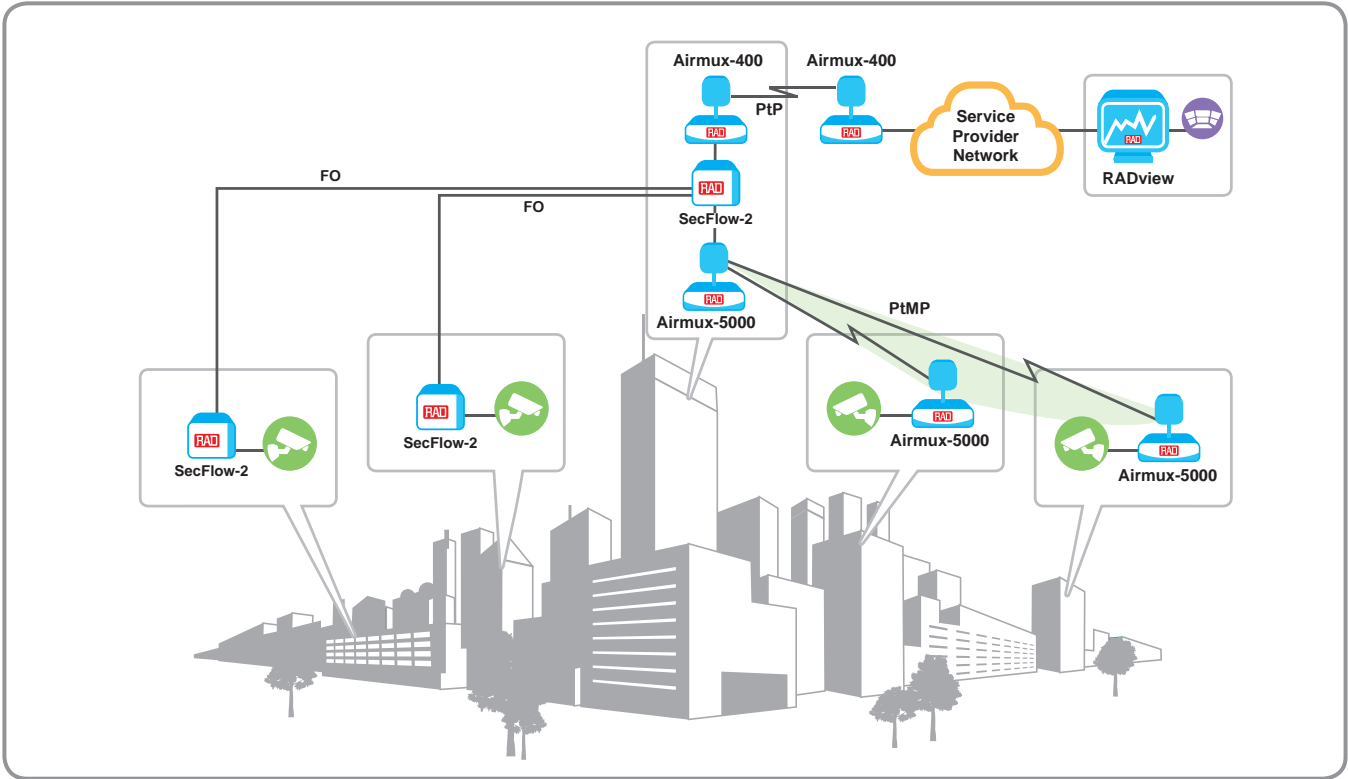 Airmux-400
Airmux-400
PtP
RAD
RAD
Service
Provider
Network
RAD
RADview
FO
FO
RAD
SecFlow-2
RAD
Airmux-5000
PtMP
RAD
SecFlow-2
RAD
SecFlow-2
RAD
Airmux-5000
RAD
Airmux-5000